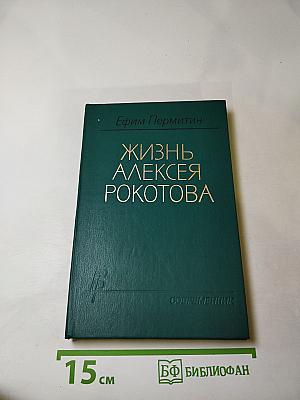 Ефим Пермитин
ЖИЗНЬ
АЛЕКСЕЯ
РОКОТОВА
СОВРЕМЕННИК
15 см
БФ БИБЛИОФАН